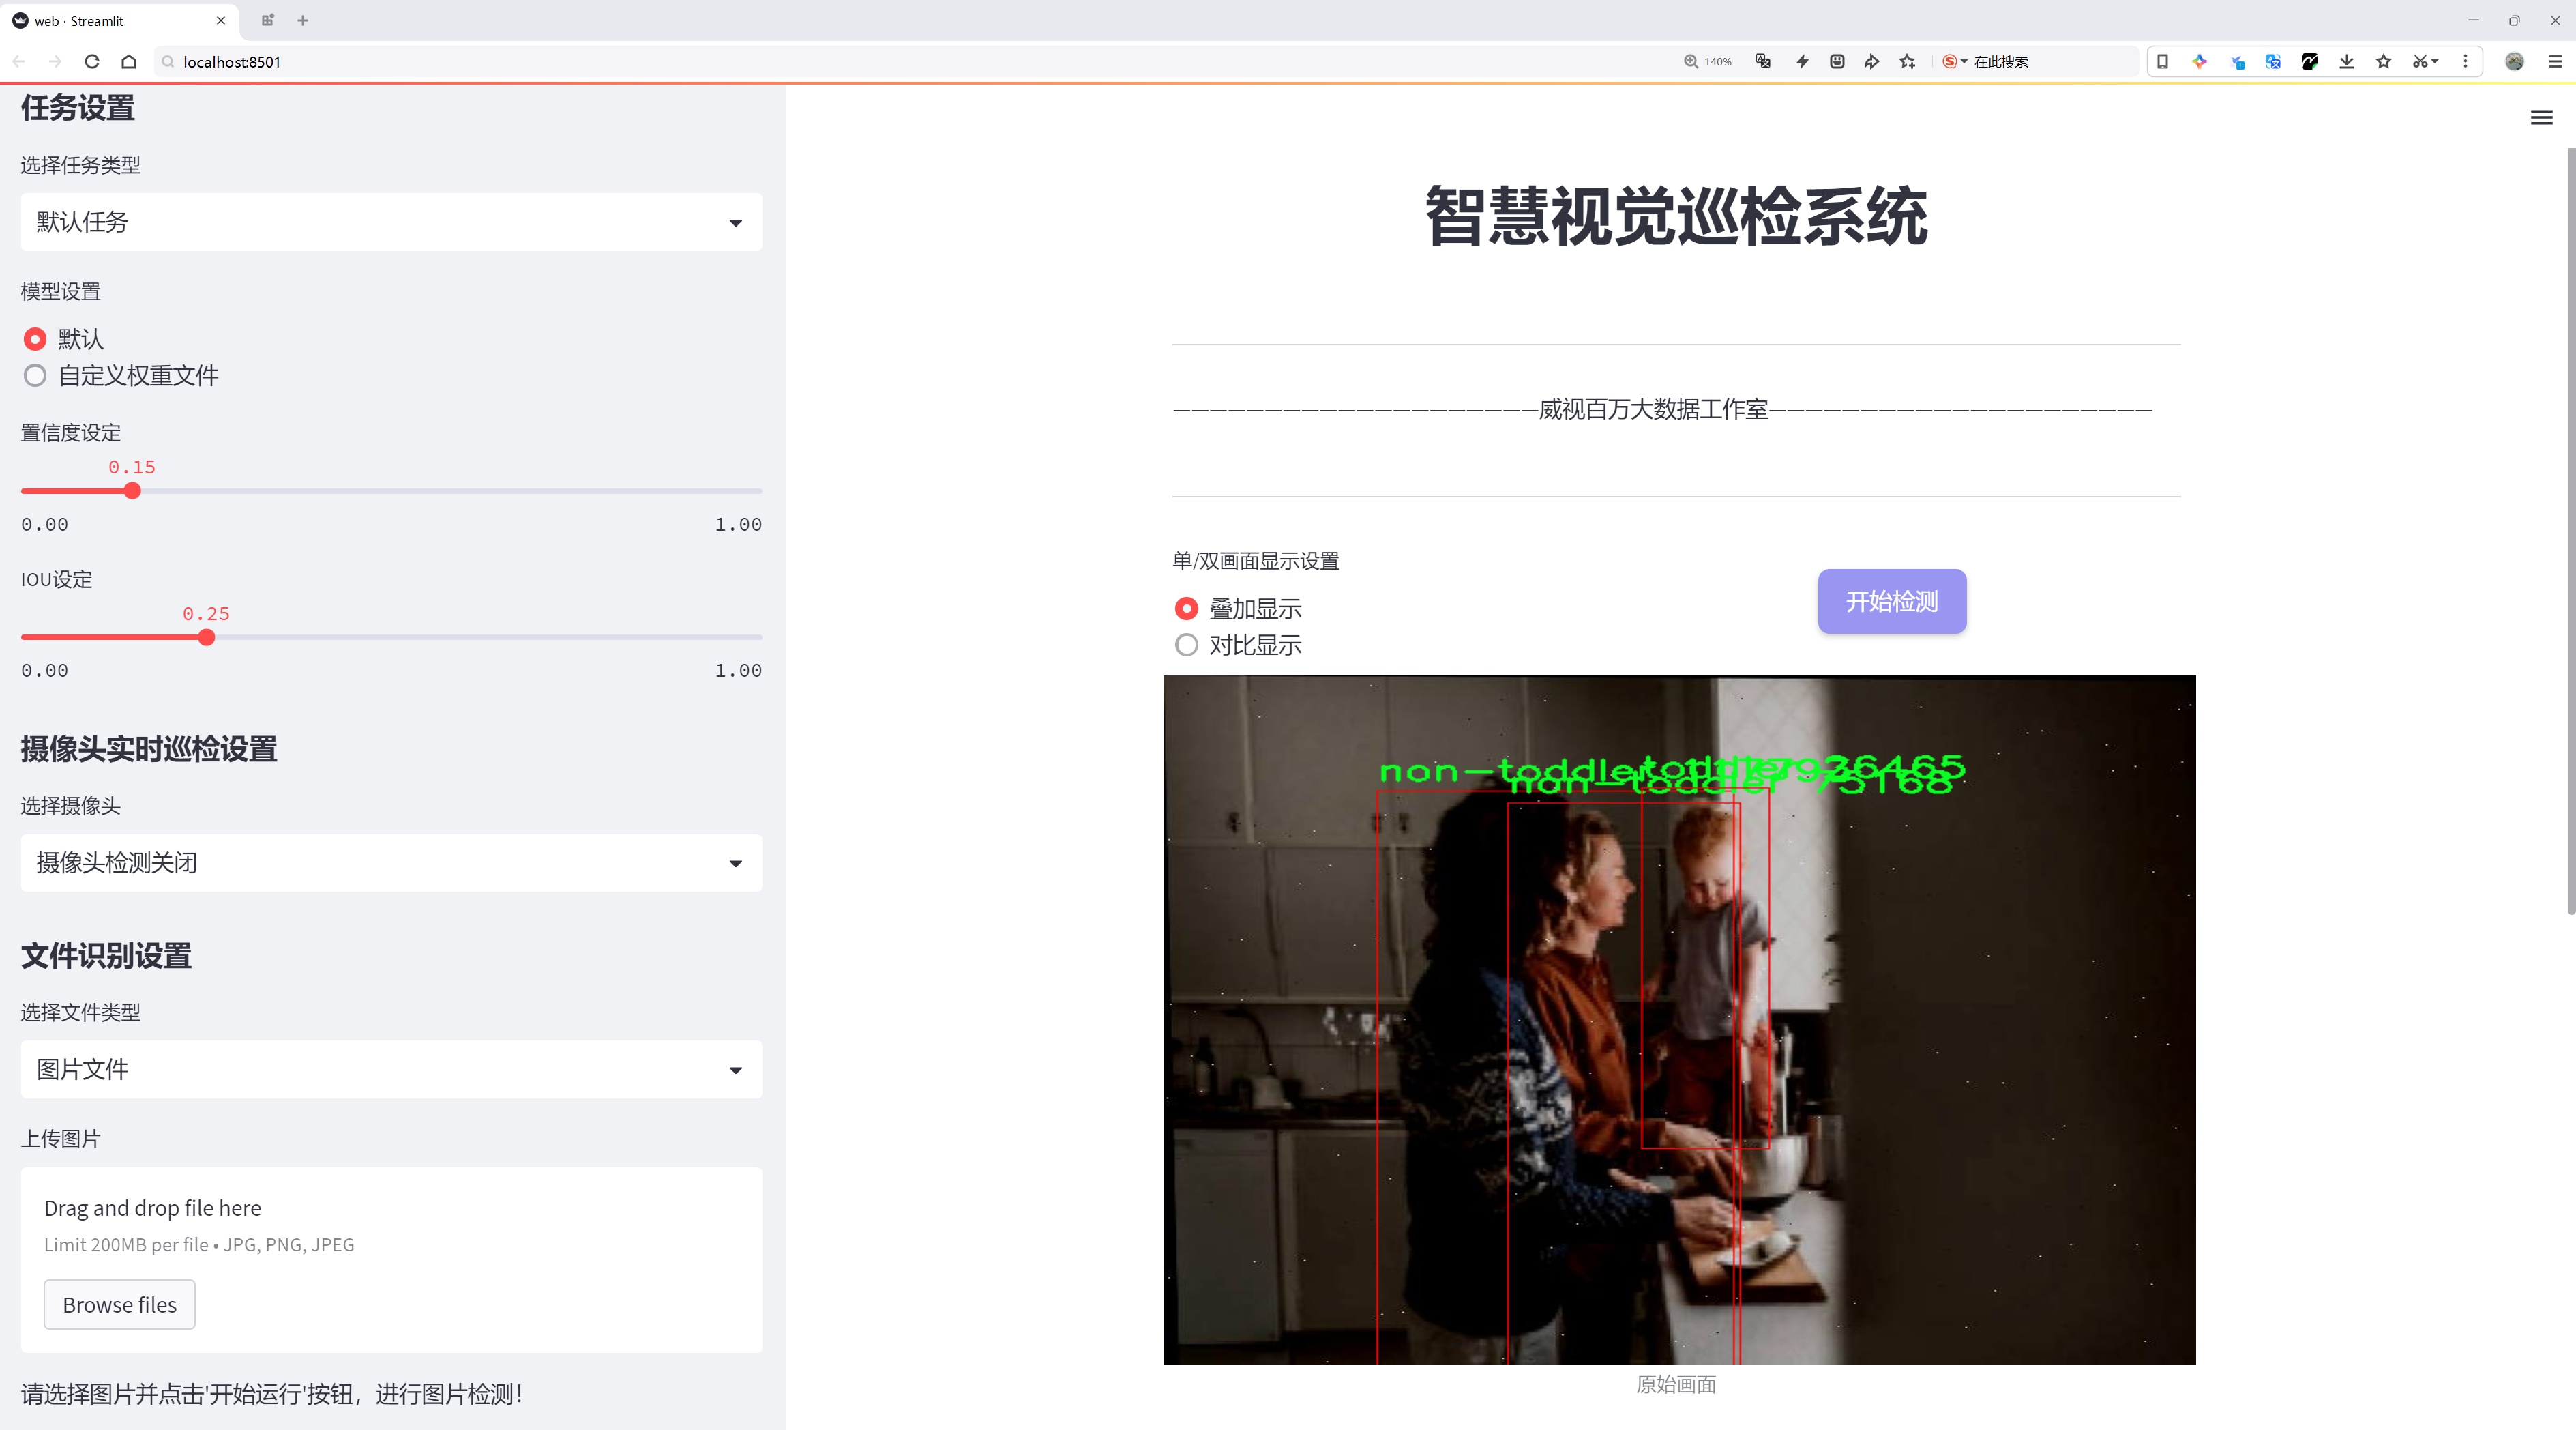 web · Streamlit
localhost:8501
140%
在此搜索
任务设置
选择任务类型
默认任务
模型设置
默认
自定义权重文件
置信度设定
0.15
0.00
1.00
IOU设定
0.25
0.00
1.00
摄像头实时巡检设置
选择摄像头
摄像头检测关闭
文件识别设置
选择文件类型
图片文件
上传图片
Drag and drop file here
Limit 200MB per file • JPG, PNG, JPEG
Browse files
请选择图片并点击'开始运行'按钮，进行图片检测！
智慧视觉巡检系统
————————————————————威视百万大数据工作室—————————————————————
单/双画面显示设置
叠加显示
对比显示
开始检测
non-toddler
toddler
non-toddler
原始画面